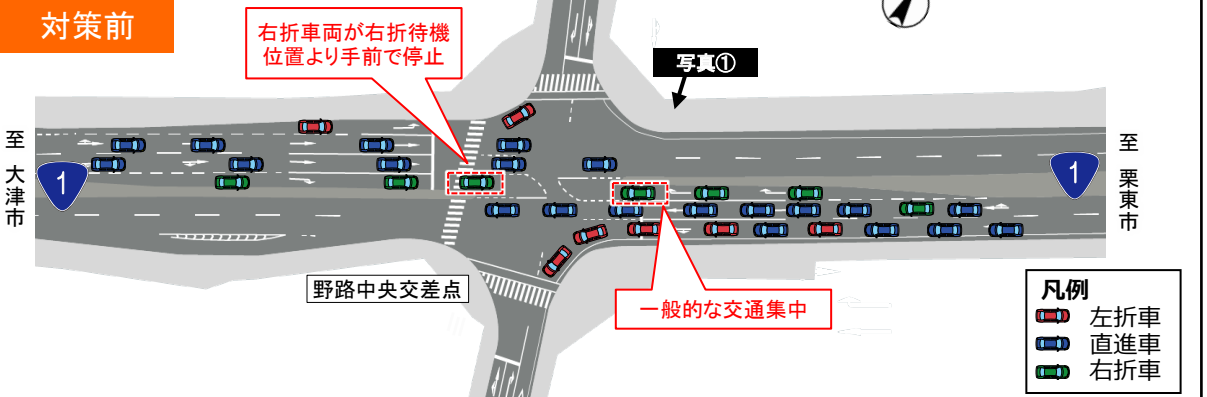 対策前
右折車両が右折待機
位置より手前で停止
写真①
至 大津市
1
1
至 栗東市
野路中央交差点
一般的な交通集中
凡例
左折車
直進車
右折車